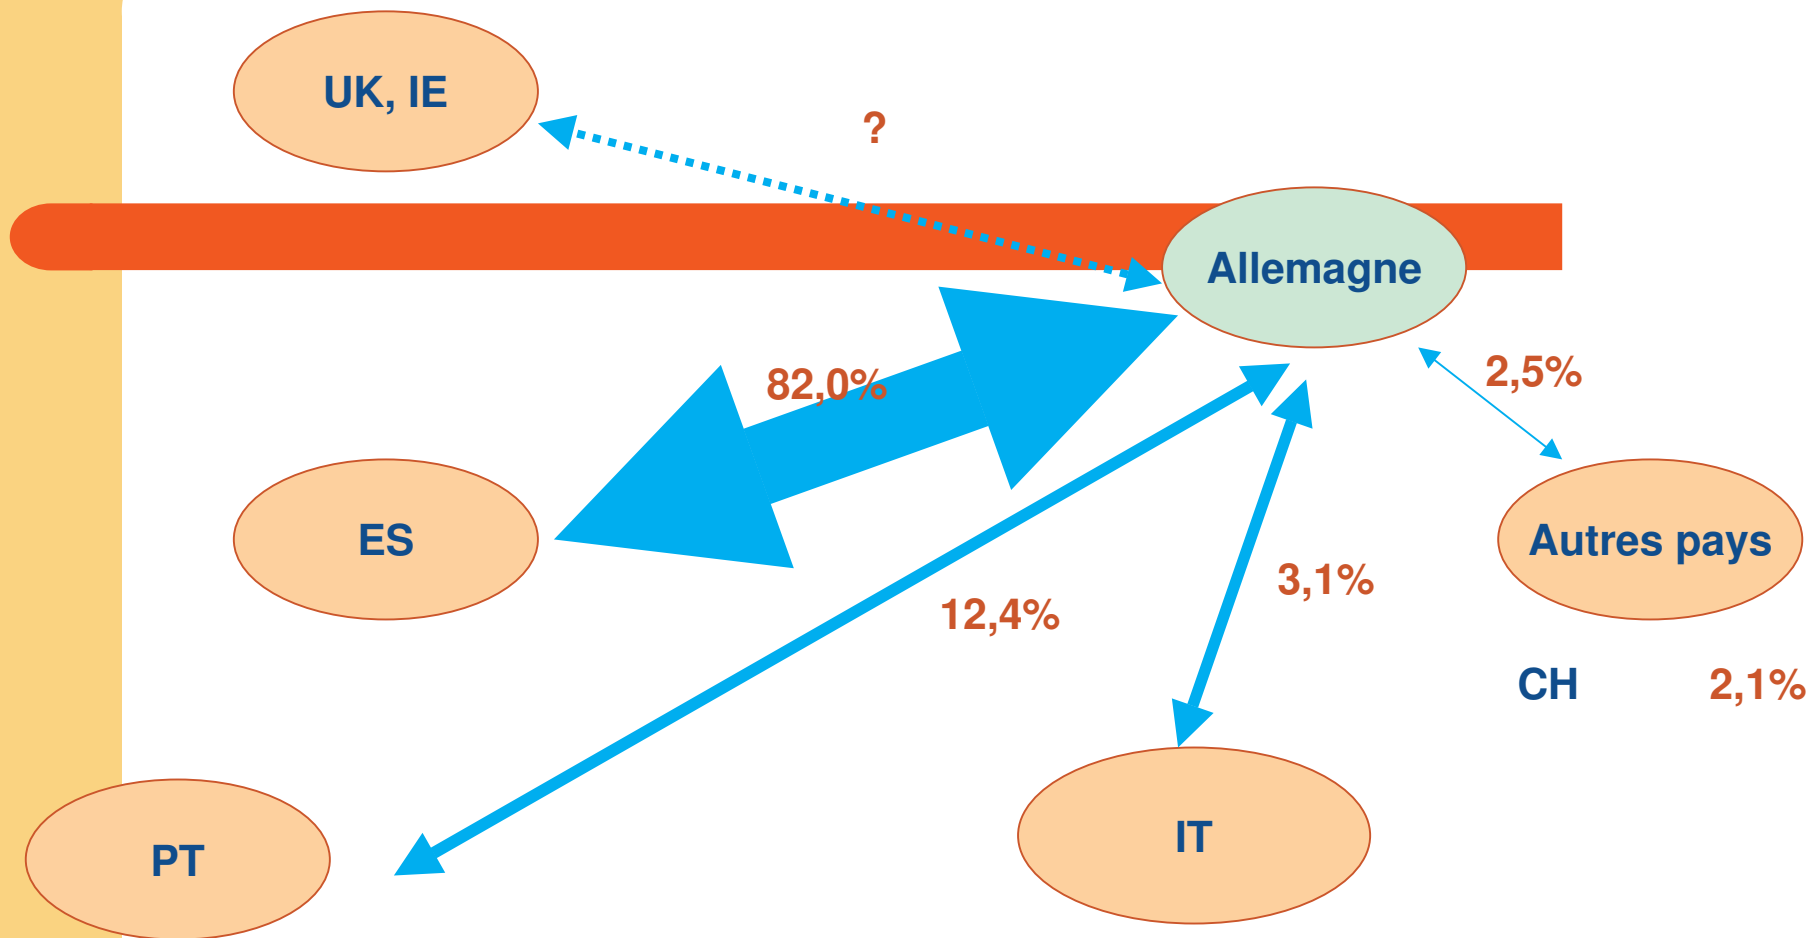 UK, IE
?
Allemagne
2,5%
82,0%
ES
Autres pays
3,1%
12,4%
CH 2,1%
IT
PT